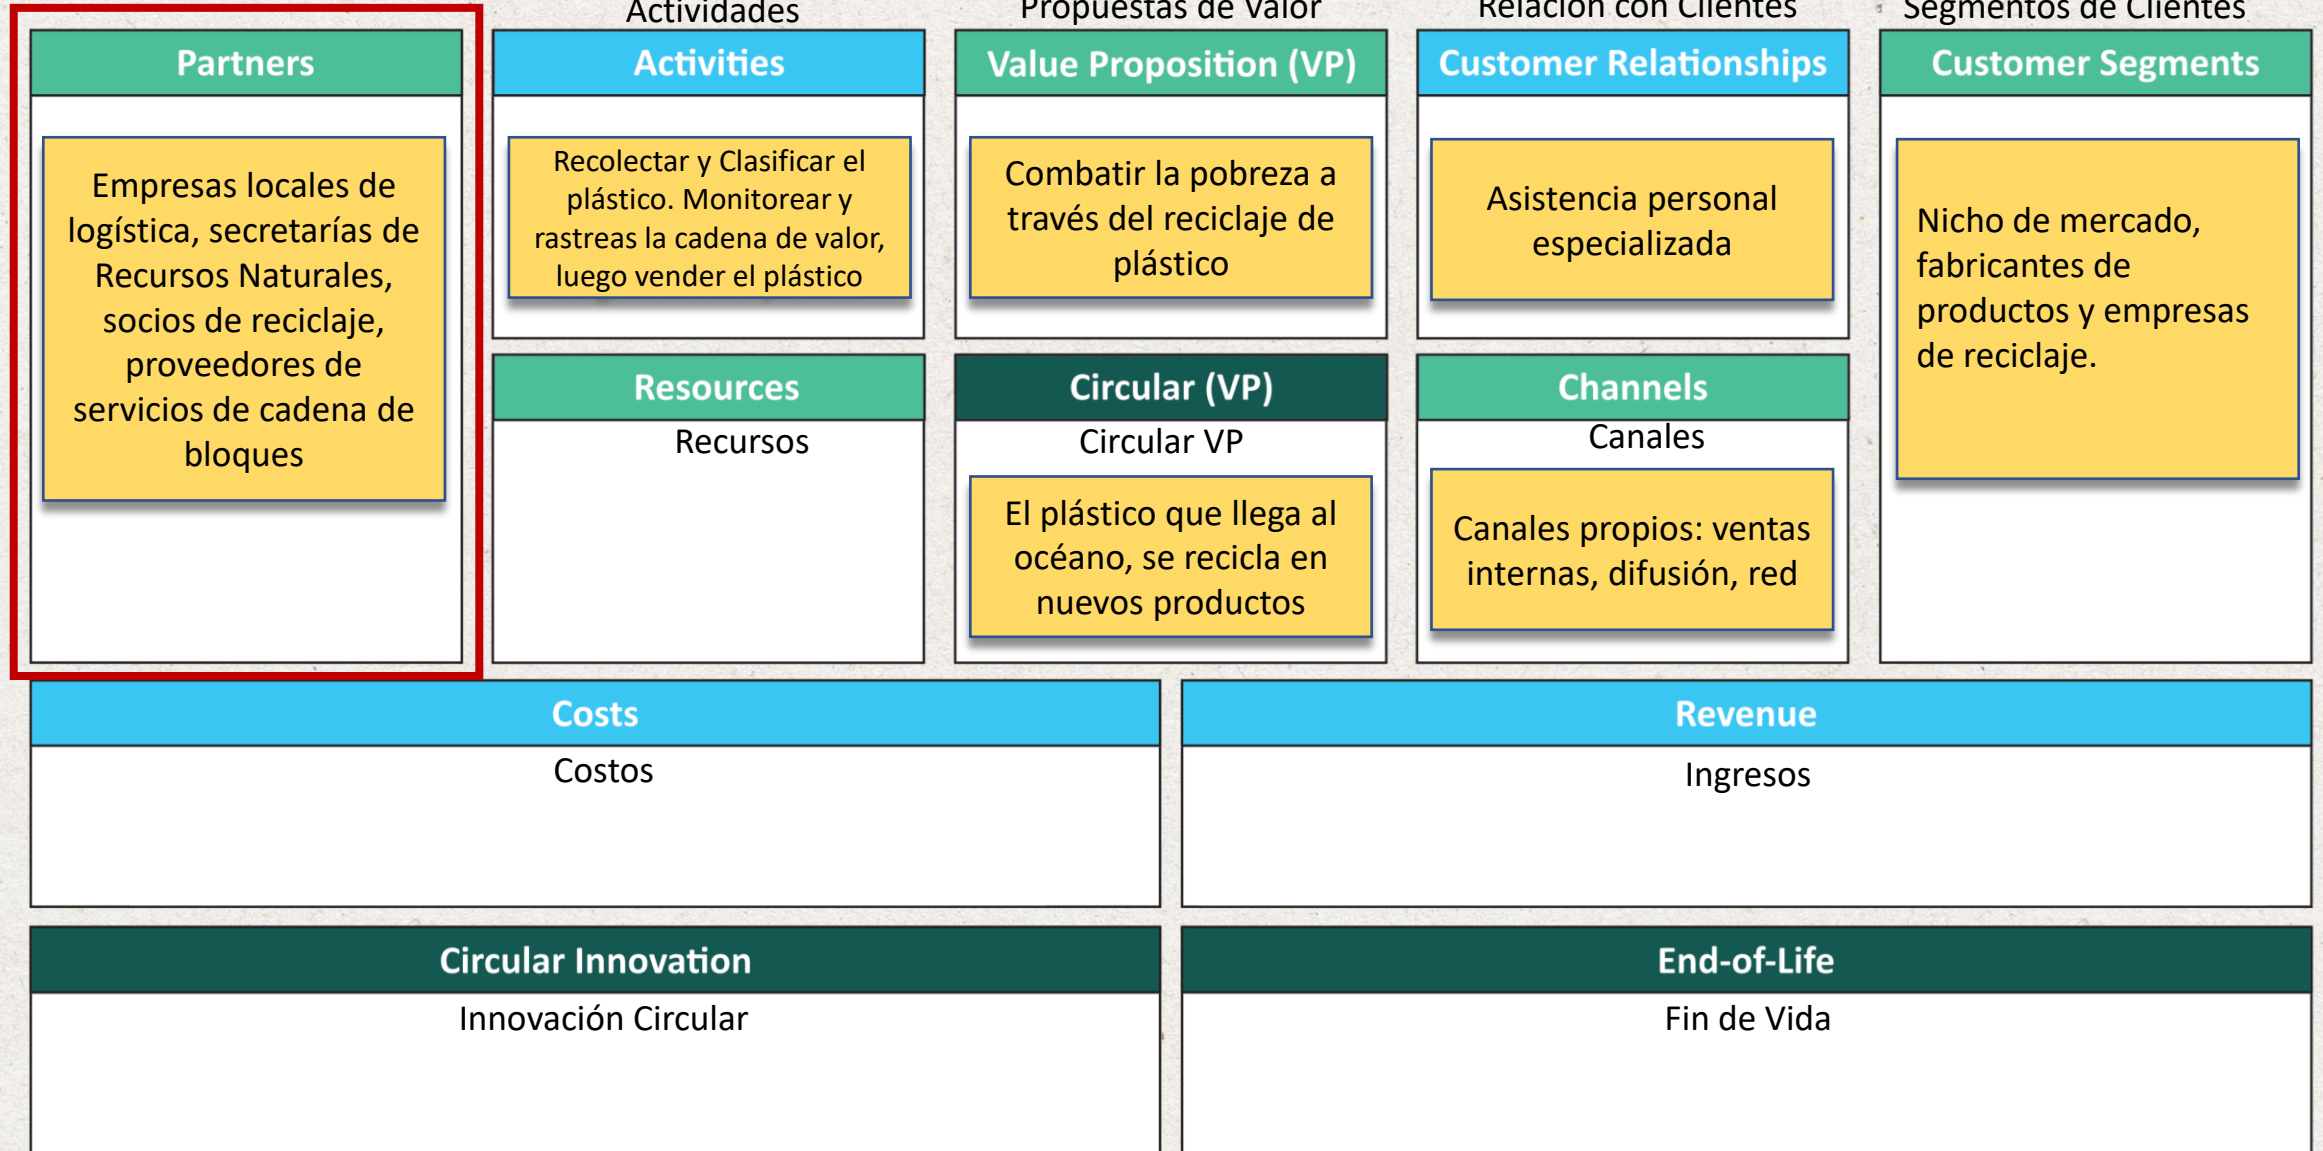 Actividades
Propuestas de Valor
Relación con Clientes
Segmentos de Clientes
Partners
Empresas locales de
logística, secretarías de
Recursos Naturales,
socios de reciclaje,
proveedores de
servicios de cadena de
bloques
Activities
Recolectar y Clasificar el
plástico. Monitorear y
rastreas la cadena de valor,
luego vender el plástico
Resources
Recursos
Value Proposition (VP)
Combatir la pobreza a
través del reciclaje de
plástico
Circular (VP)
Circular VP
El plástico que llega al
océano, se recicla en
nuevos productos
Customer Relationships
Asistencia personal
especializada
Channels
Canales
Canales propios: ventas
internas, difusión, red
Customer Segments
Nicho de mercado,
fabricantes de
productos y empresas
de reciclaje.
Costs
Costos
Revenue
Ingresos
Circular Innovation
Innovación Circular
End-of-Life
Fin de Vida